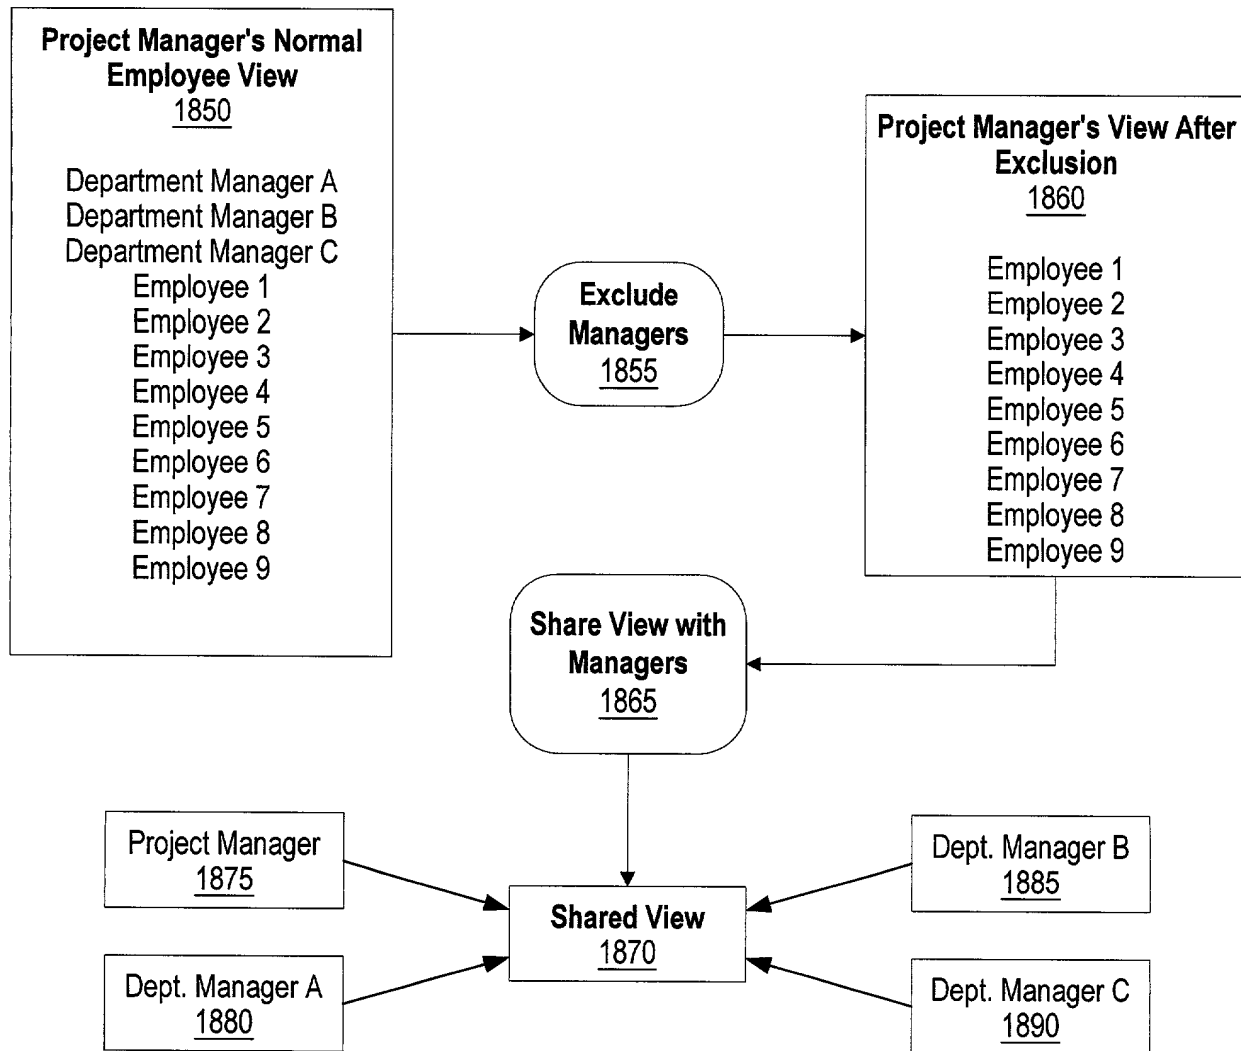 Project Manager's Normal
Employee View
1850
Department Manager A
Department Manager B
Department Manager C
Employee 1
Employee 2
Employee 3
Employee 4
Employee 5
Employee 6
Employee 7
Employee 8
Employee 9
Exclude
Managers
1855
Project Manager's View After
Exclusion
1860
Employee 1
Employee 2
Employee 3
Employee 4
Employee 5
Employee 6
Employee 7
Employee 8
Employee 9
Share View with
Managers
1865
Project Manager
1875
Dept. Manager A
1880
Shared View
1870
Dept. Manager B
1885
Dept. Manager C
1890